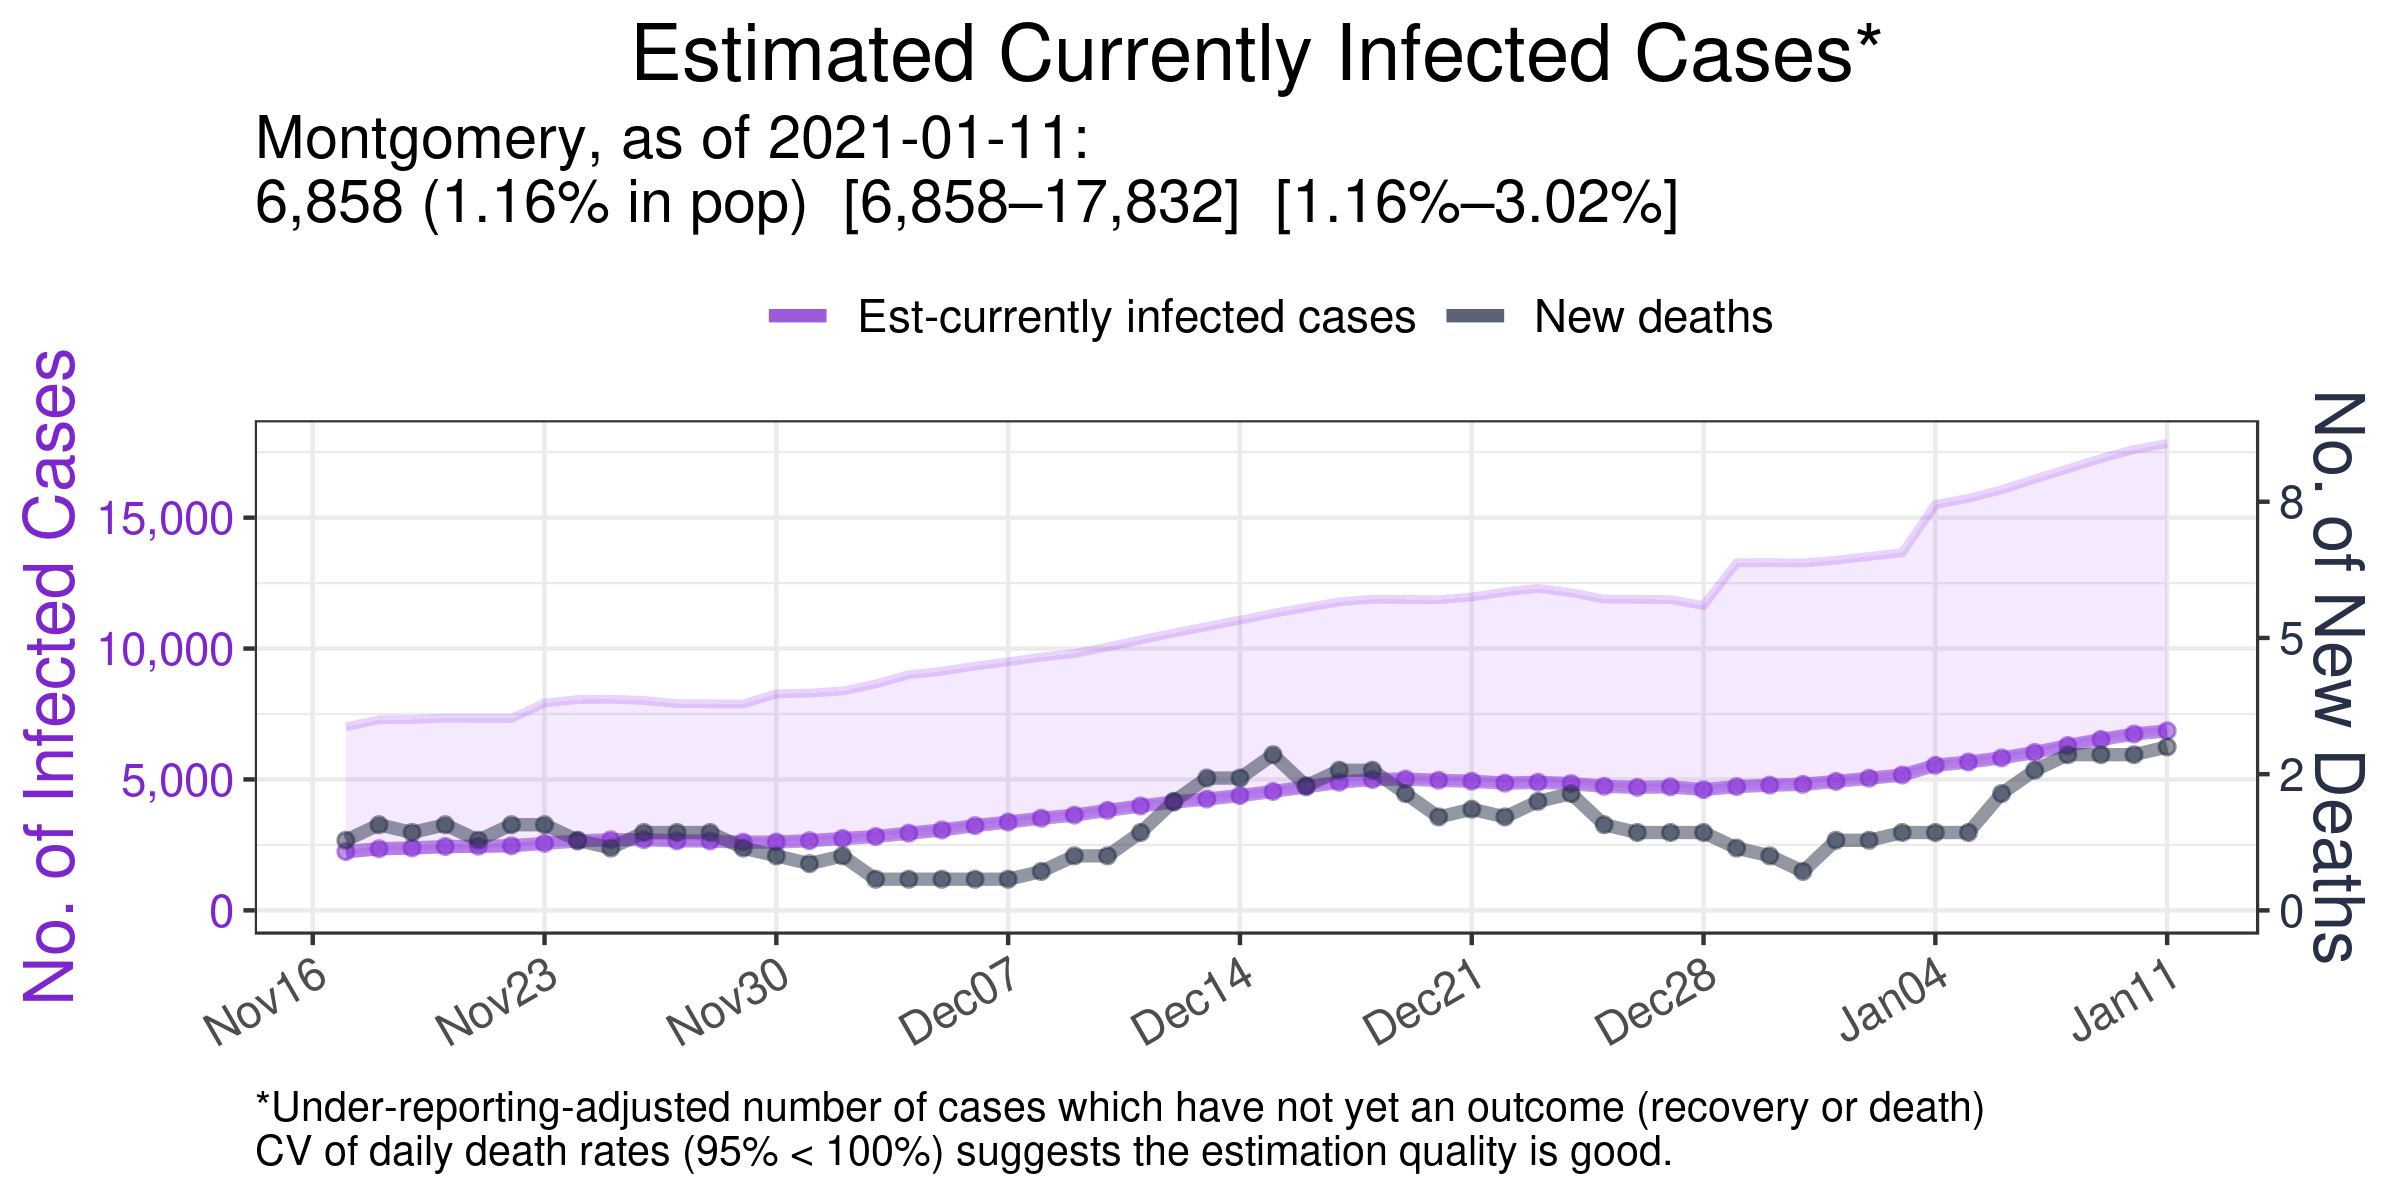 Estimated Currently Infected Cases*
Montgomery, as of 2021-01-11:
6,858 (1.16% in pop) [6,858–17,832] [1.16%–3.02%]
Est-currently infected cases
New deaths
No. of Infected Cases
15,000
10,000
5,000
0
No. of New Deaths
8
5
2
0
Nov16
Nov23
Nov30
Dec07
Dec14
Dec21
Dec28
Jan04
Jan11
*Under-reporting-adjusted number of cases which have not yet an outcome (recovery or death)
CV of daily death rates (95% < 100%) suggests the estimation quality is good.